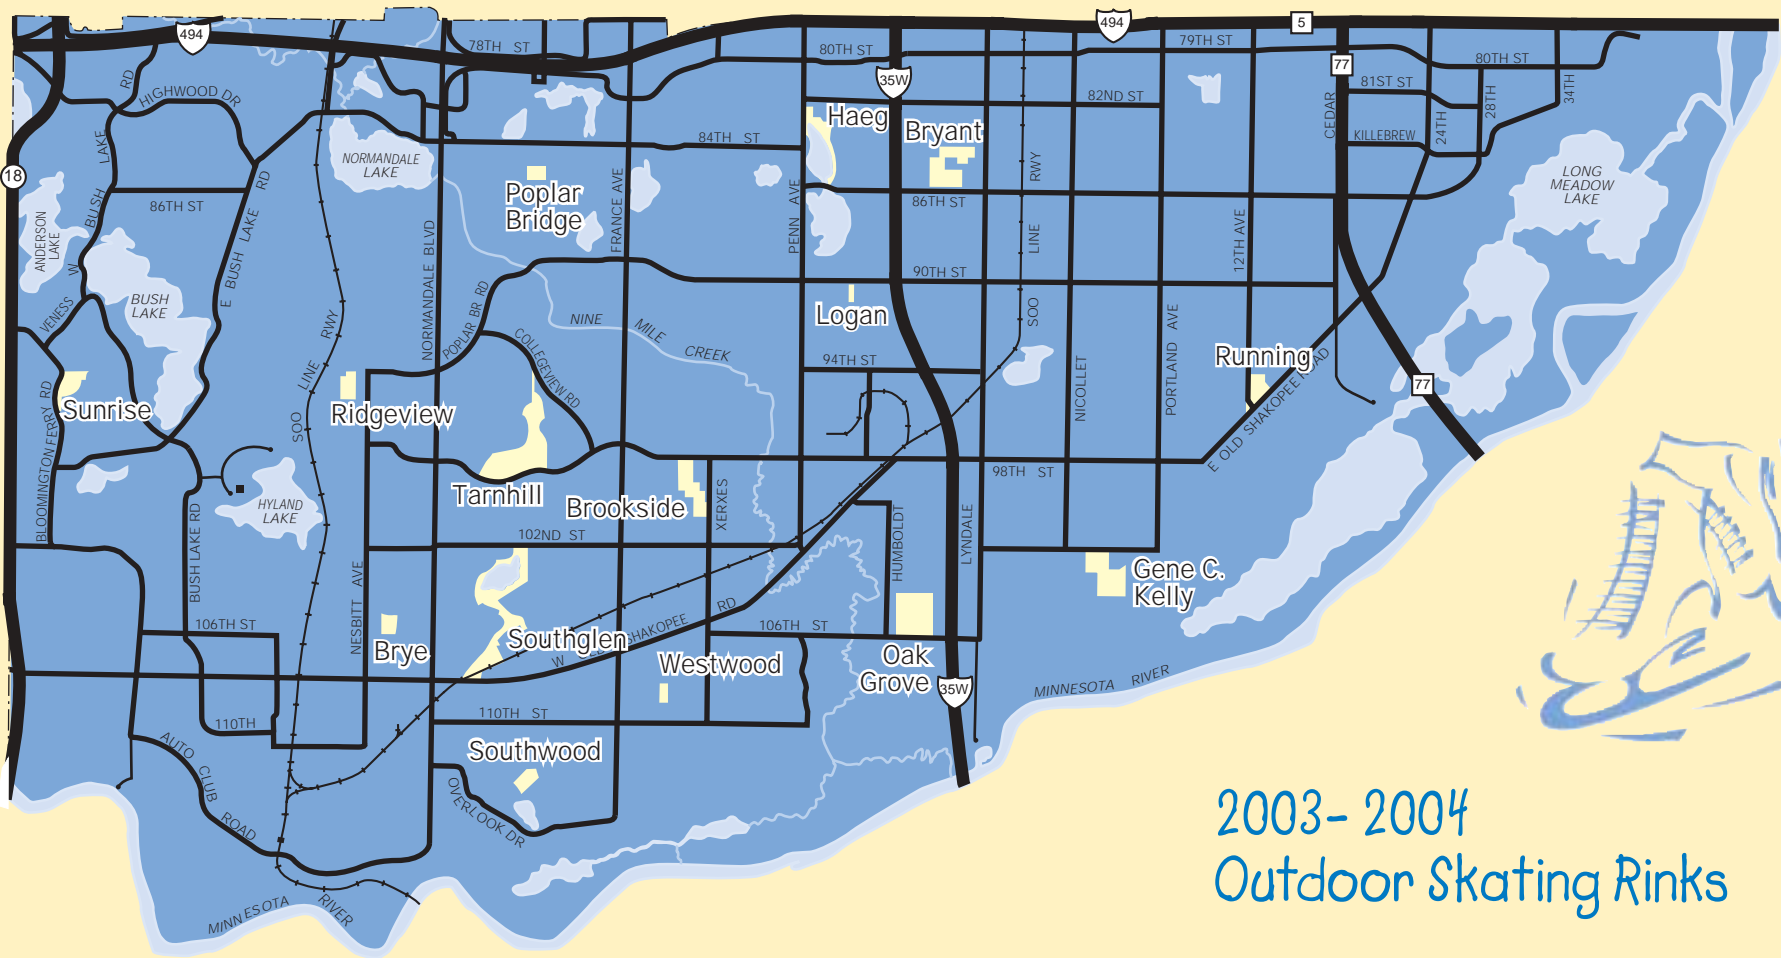 494
494
5
78TH ST
80TH ST
79TH ST
80TH ST
35W
77
81ST ST
RD
HIGHWOOD DR
82ND ST
28TH
34TH
Haeg
Bryant
CEDAR
KILLEBREW
24TH
84TH ST
LAKE
NORMANDALE
LAKE
RWY
18
LONG
MEADOW
LAKE
Poplar
Bridge
86TH ST
RD
FRANCE AVE
PENN AVE
86TH ST
BUSH
ANDERSON
LAKE
LAKE
NORMANDALE BLVD
LINE
12TH AVE
W
BUSH
90TH ST
E
BUSH
LAKE
POPLAR BR RD
VENESS
RWY
NINE MILE CREEK
Logan
SOO
PORTLAND AVE
COLLEGEVIEW RD
94TH ST
Running
NICOLLET
LINE
77
Sunrise
Ridgeview
BLOOMINGTON FERRY RD
SOO
E OLD SHAKOPEE ROAD
98TH ST
Tarnhill
Brookside
XERXES
HYLAND
LAKE
BUSH LAKE RD
102ND ST
HUMBOLDT
LYNDALE
Gene C.
Kelly
NESBITT AVE
106TH ST
Brye
Southglen
W OLD SHAKOPEE RD
106TH ST
Westwood
Oak
Grove
35W
MINNESOTA RIVER
110TH
110TH ST
AUTO CLUB ROAD
Southwood
OVERLOOK DR
2003- 2004
Outdoor Skating Rinks
MINNESOTA RIVER